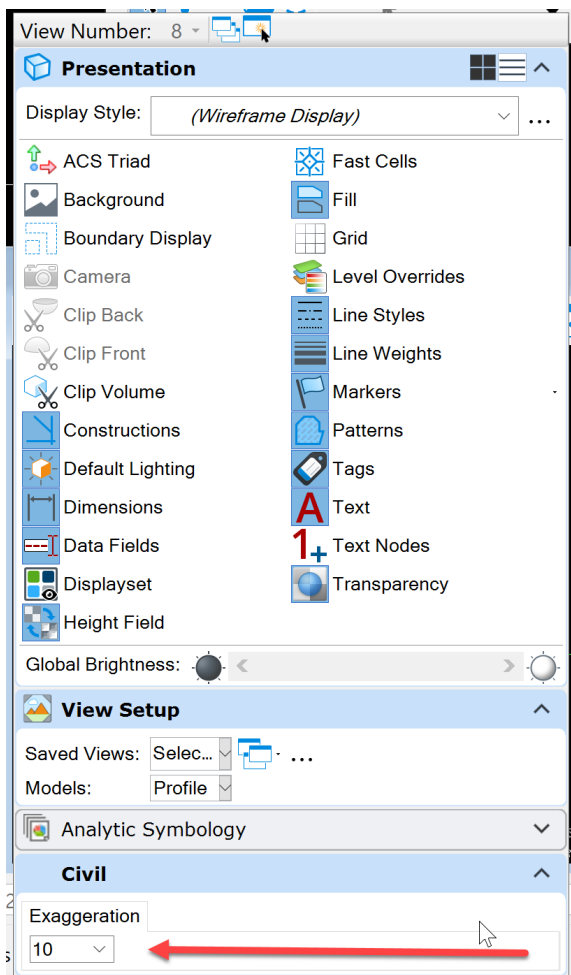 View Number: 8
Presentation
Display Style: (Wireframe Display) ...
ACS Triad Fast Cells
Background Fill
Boundary Display Grid
Camera Level Overrides
Clip Back Line Styles
Clip Front Line Weights
Clip Volume Markers
Constructions Patterns
Default Lighting Tags
Dimensions Text
Data Fields Text Nodes
Displayset Transparency
Height Field
Global Brightness:
View Setup
Saved Views: Selec... ...
Models: Profile
Analytic Symbology
Civil
Exaggeration
10